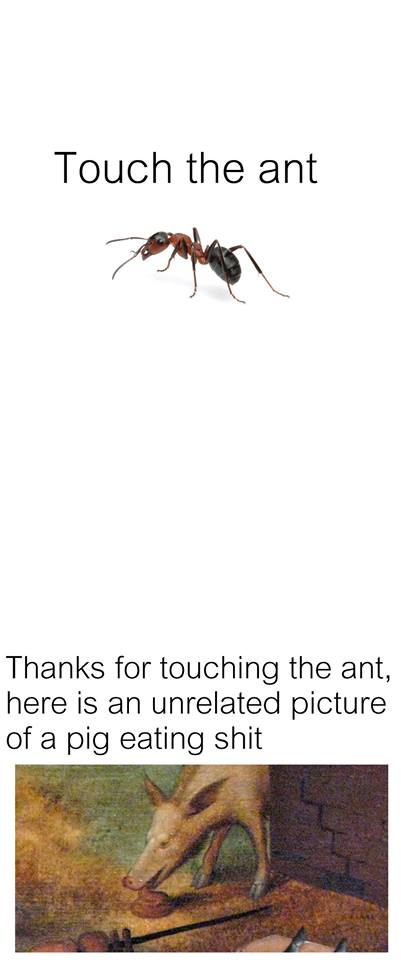 Touch the ant
Thanks for touching the ant,
here is an unrelated picture
of a pig eating shit